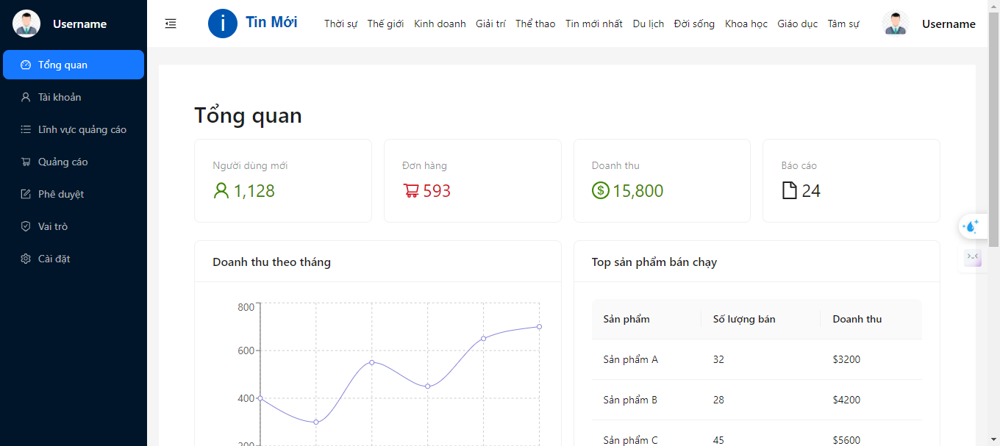 Username
Tổng quan
Tài khoản
Lĩnh vực quảng cáo
Quảng cáo
Phê duyệt
Vai trò
Cài đặt
i Tin Mới
Thời sự Thế giới Kinh doanh Giải trí Thể thao Tin mới nhất Du lịch Đời sống Khoa học Giáo dục Tâm sự
Username
Tổng quan
Người dùng mới
1,128
Đơn hàng
593
Doanh thu
$ 15,800
Báo cáo
24
Doanh thu theo tháng
800
600
400
200
Top sản phẩm bán chạy
Sản phẩm Số lượng bán Doanh thu
Sản phẩm A 32 $3200
Sản phẩm B 28 $4200
Sản phẩm C 45 $5600